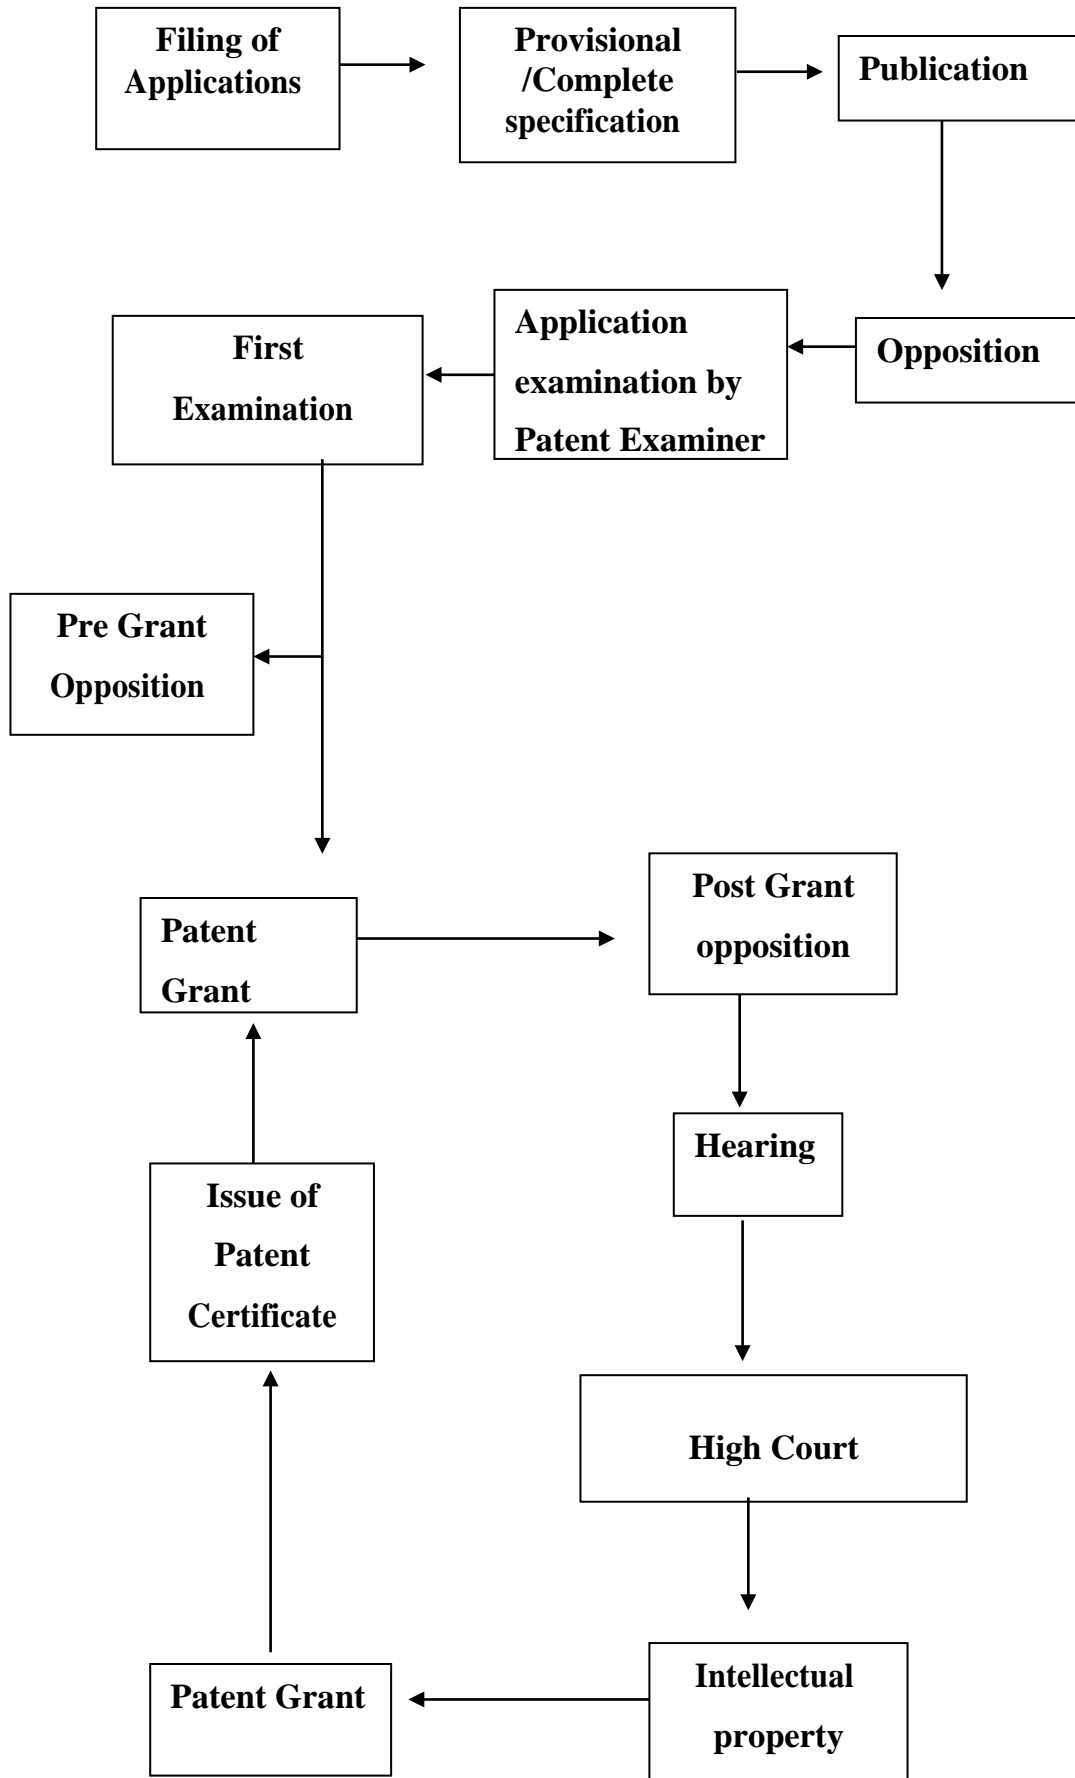 Filing of
Applications
Provisional
/Complete
specification
Publication
Opposition
Application
examination by
Patent Examiner
First
Examination
Pre Grant
Opposition
Patent
Grant
Post Grant
opposition
Hearing
Issue of
Patent
Certificate
High Court
Intellectual
property
Patent Grant